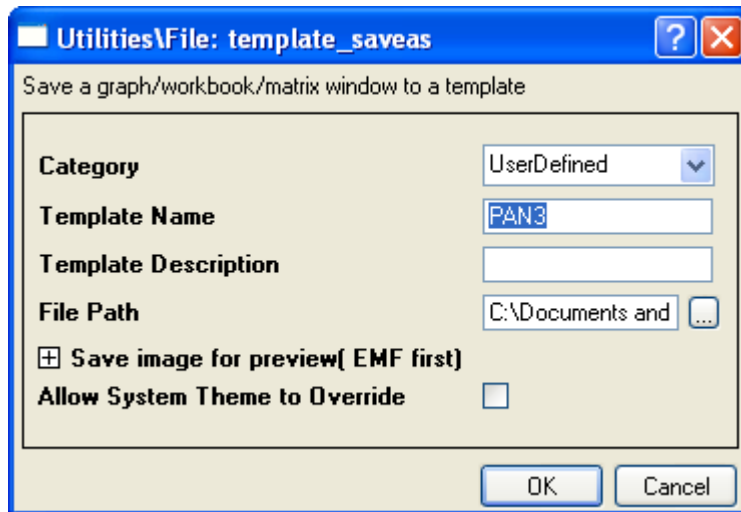 Utilities\File: template_saveas
Save a graph/workbook/matrix window to a template
Category UserDefined
Template Name PAN3
Template Description
File Path C:\Documents and ...
Save image for preview( EMF first)
Allow System Theme to Override
OK Cancel